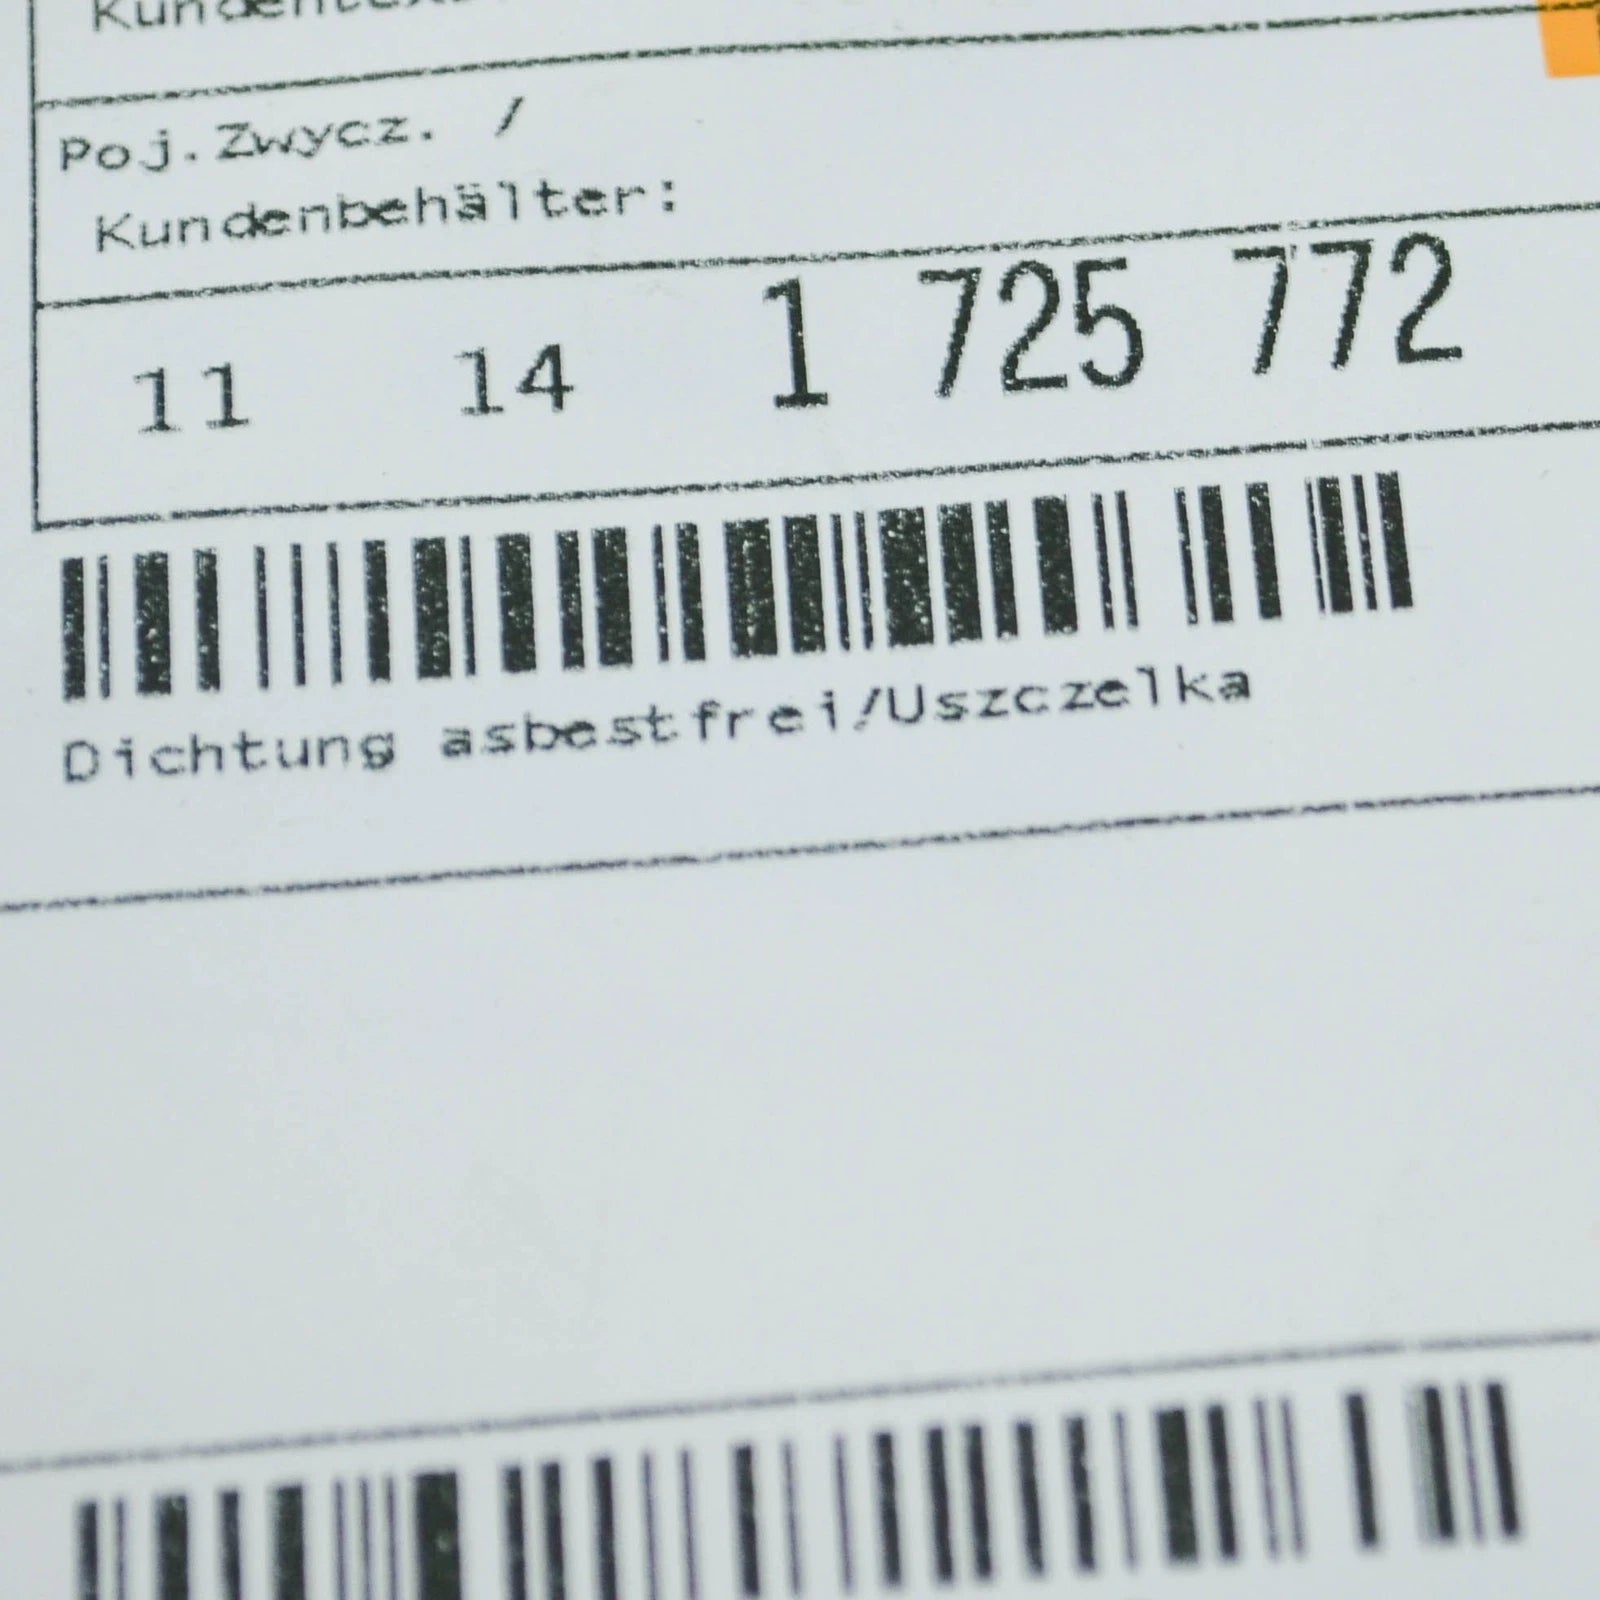 Poj.Zwycz. /
Kundenbehälter:
11 14 1 725 772
Dichtung asbestfrei/Uszczelka